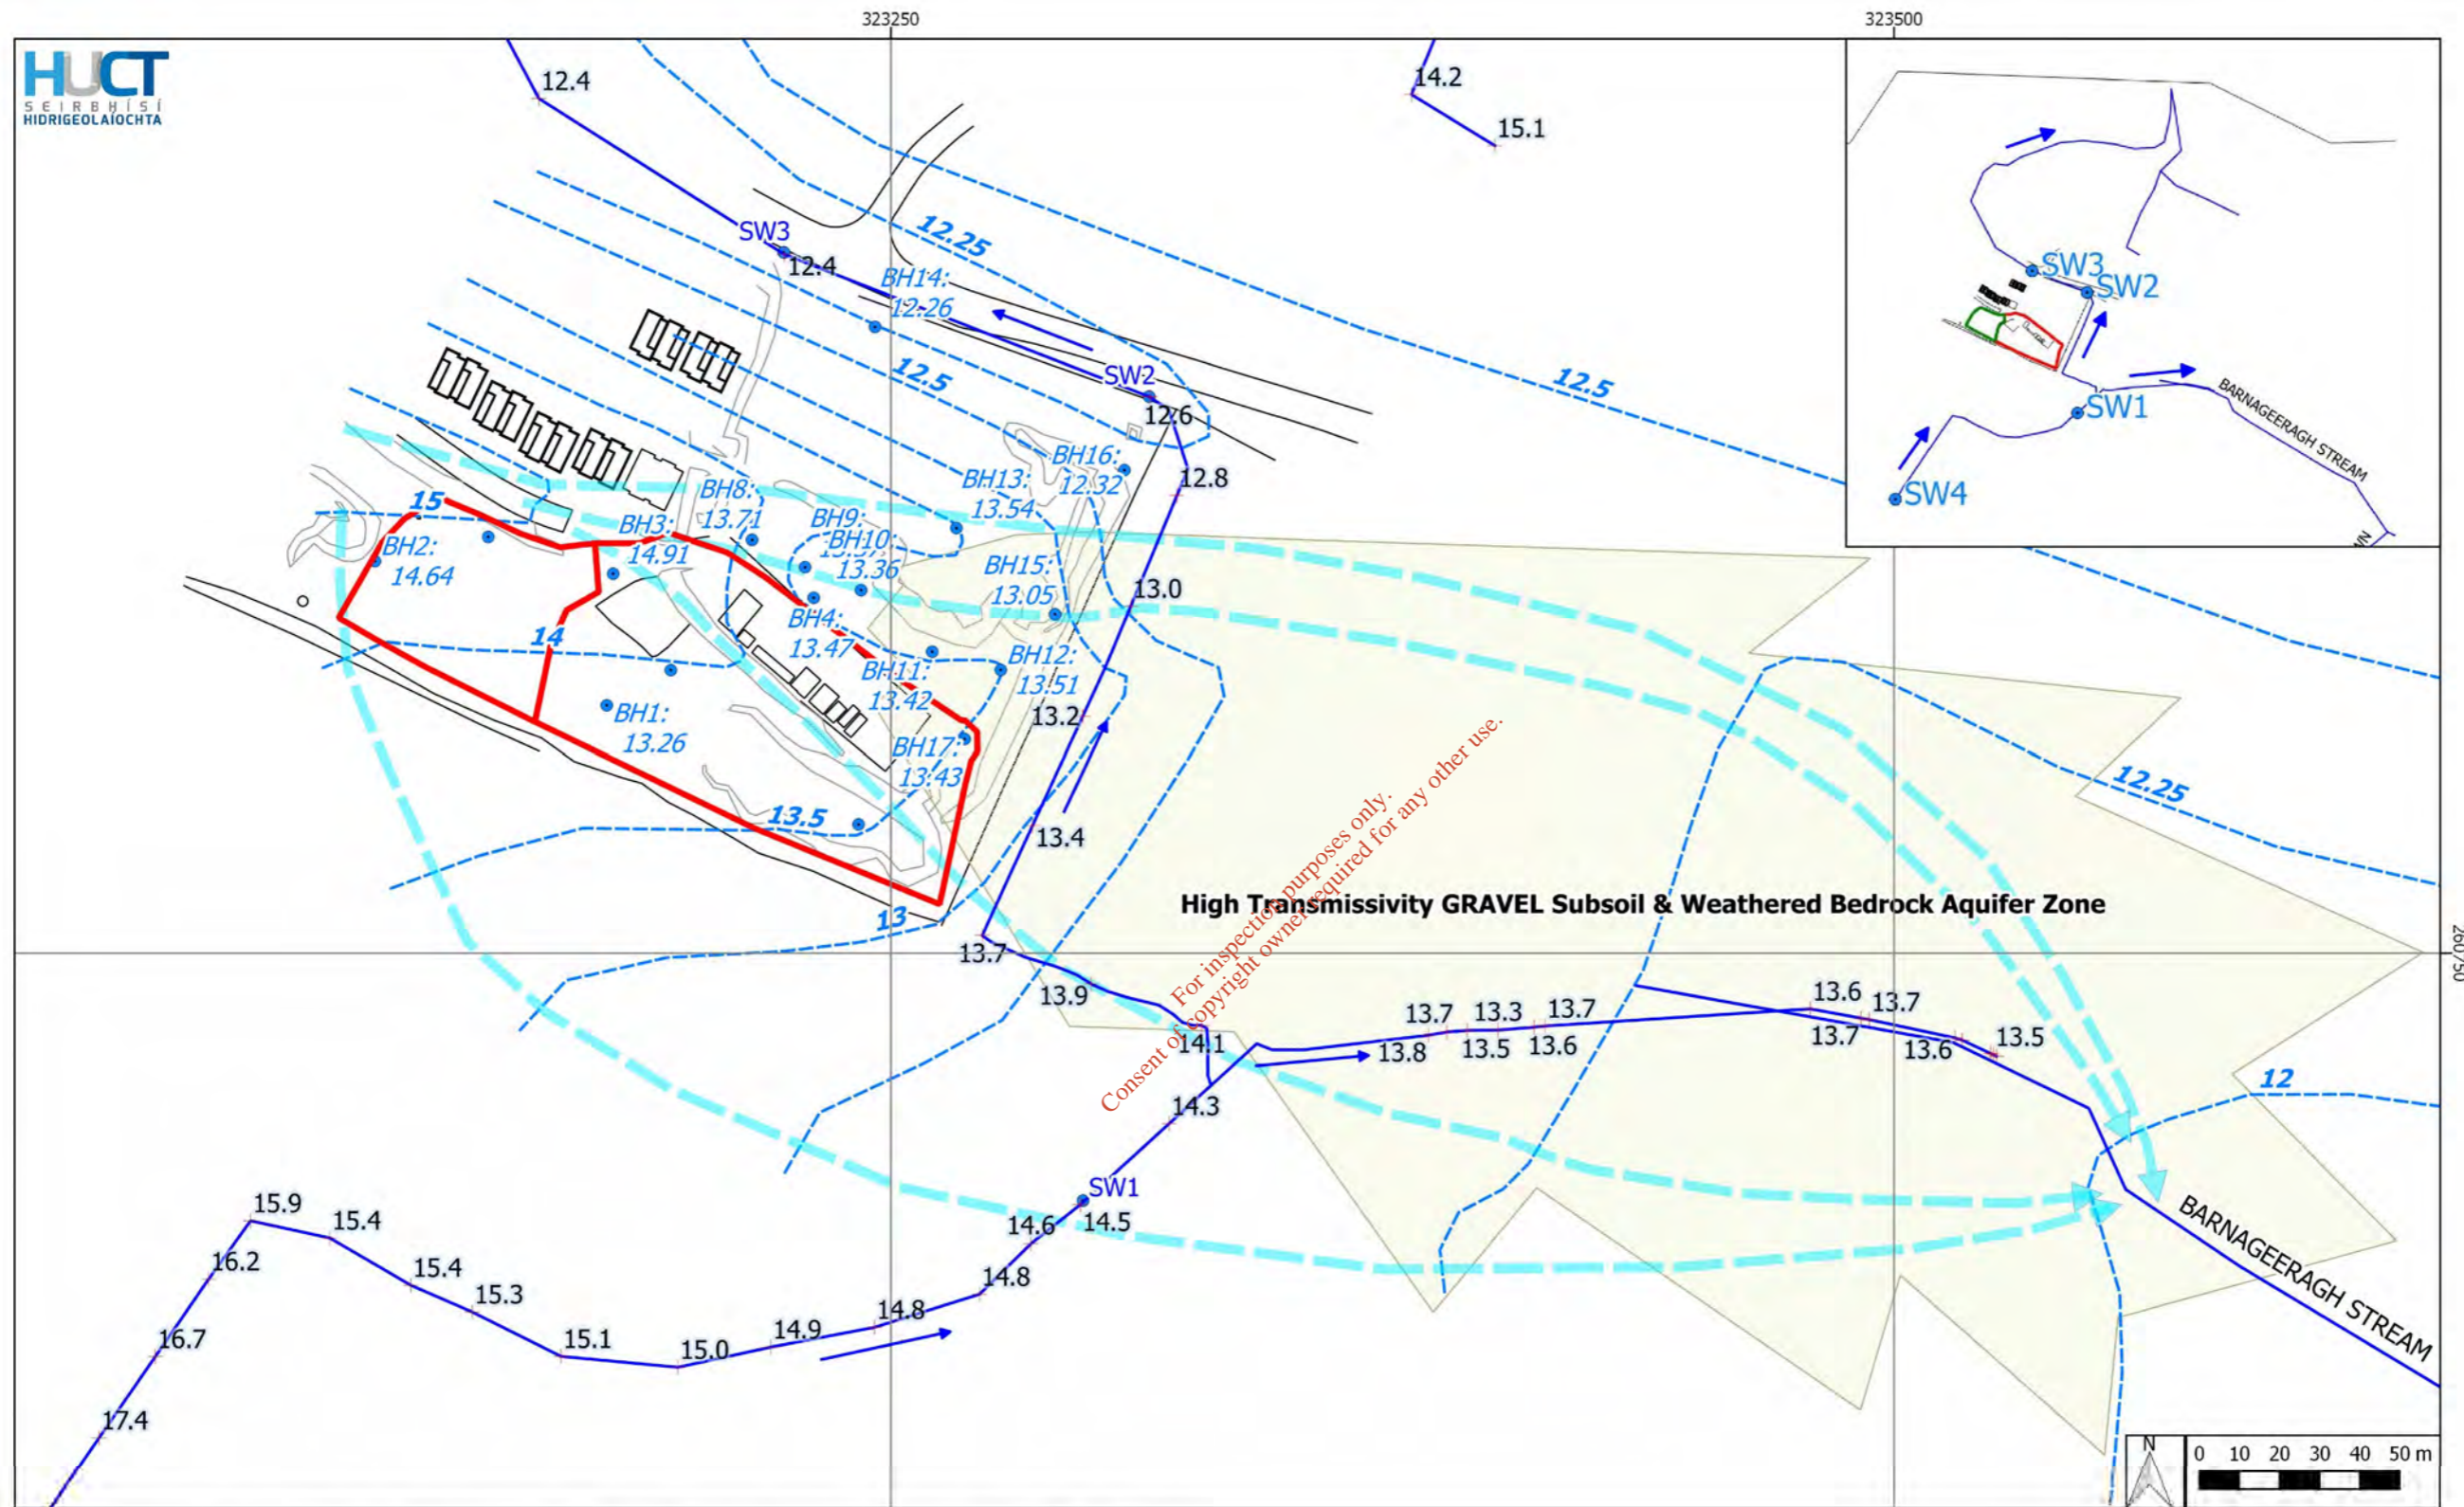 323250
323500
HUCT
SEIRBHÍSÍ
HIDRIGEOLAÍOCHTA
12.4
14.2
15.1
SW3
12.4
12.25
BH14:
12.26
12.5
SW2
12.6
12.5
12.8
BH16:
12.32
BH13:
13.54
BH8:
13.71
BH9:
BH10:
13.36
BH3:
14.91
15
BH2:
14.64
BH15:
13.05
13.0
14
BH4:
13.47
BH11:
13.42
BH12:
13.51
13.2
BH1:
13.26
BH17:
13.43
13.5
13.4
13
13.7
13.9
14.1
High Transmissivity GRAVEL Subsoil & Weathered Bedrock Aquifer Zone
For inspection purposes only.
Consent of copyright owner required for any other use.
12.25
260750
13.7
13.3
13.7
13.6
13.7
13.8
13.5
13.6
13.7
13.6
13.5
12
14.3
SW1
14.5
14.6
14.8
14.8
14.9
15.0
15.1
15.3
15.4
15.4
15.9
16.2
16.7
17.4
BARNAGEERAGH STREAM
SW3
SW2
SW1
SW4
BARNAGEERAGH STREAM
WN
N
0 10 20 30 40 50 m